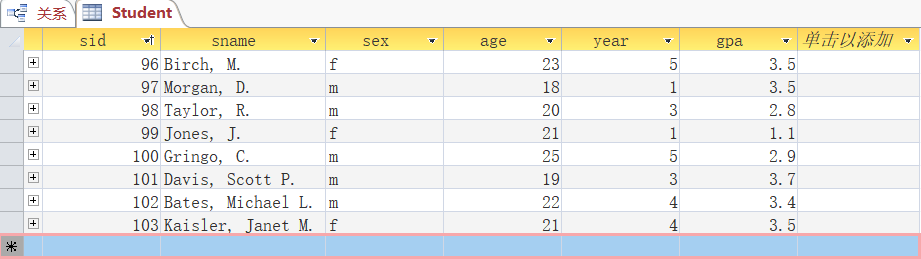 关系 Student
sid sname sex age year gpa 单击以添加
96 Birch, M. f 23 5 3.5
97 Morgan, D. m 18 1 3.5
98 Taylor, R. m 20 3 2.8
99 Jones, J. f 21 1 1.1
100 Gringo, C. m 25 5 2.9
101 Davis, Scott P. m 19 3 3.7
102 Bates, Michael L. m 22 4 3.4
103 Kaisler, Janet M. f 21 4 3.5